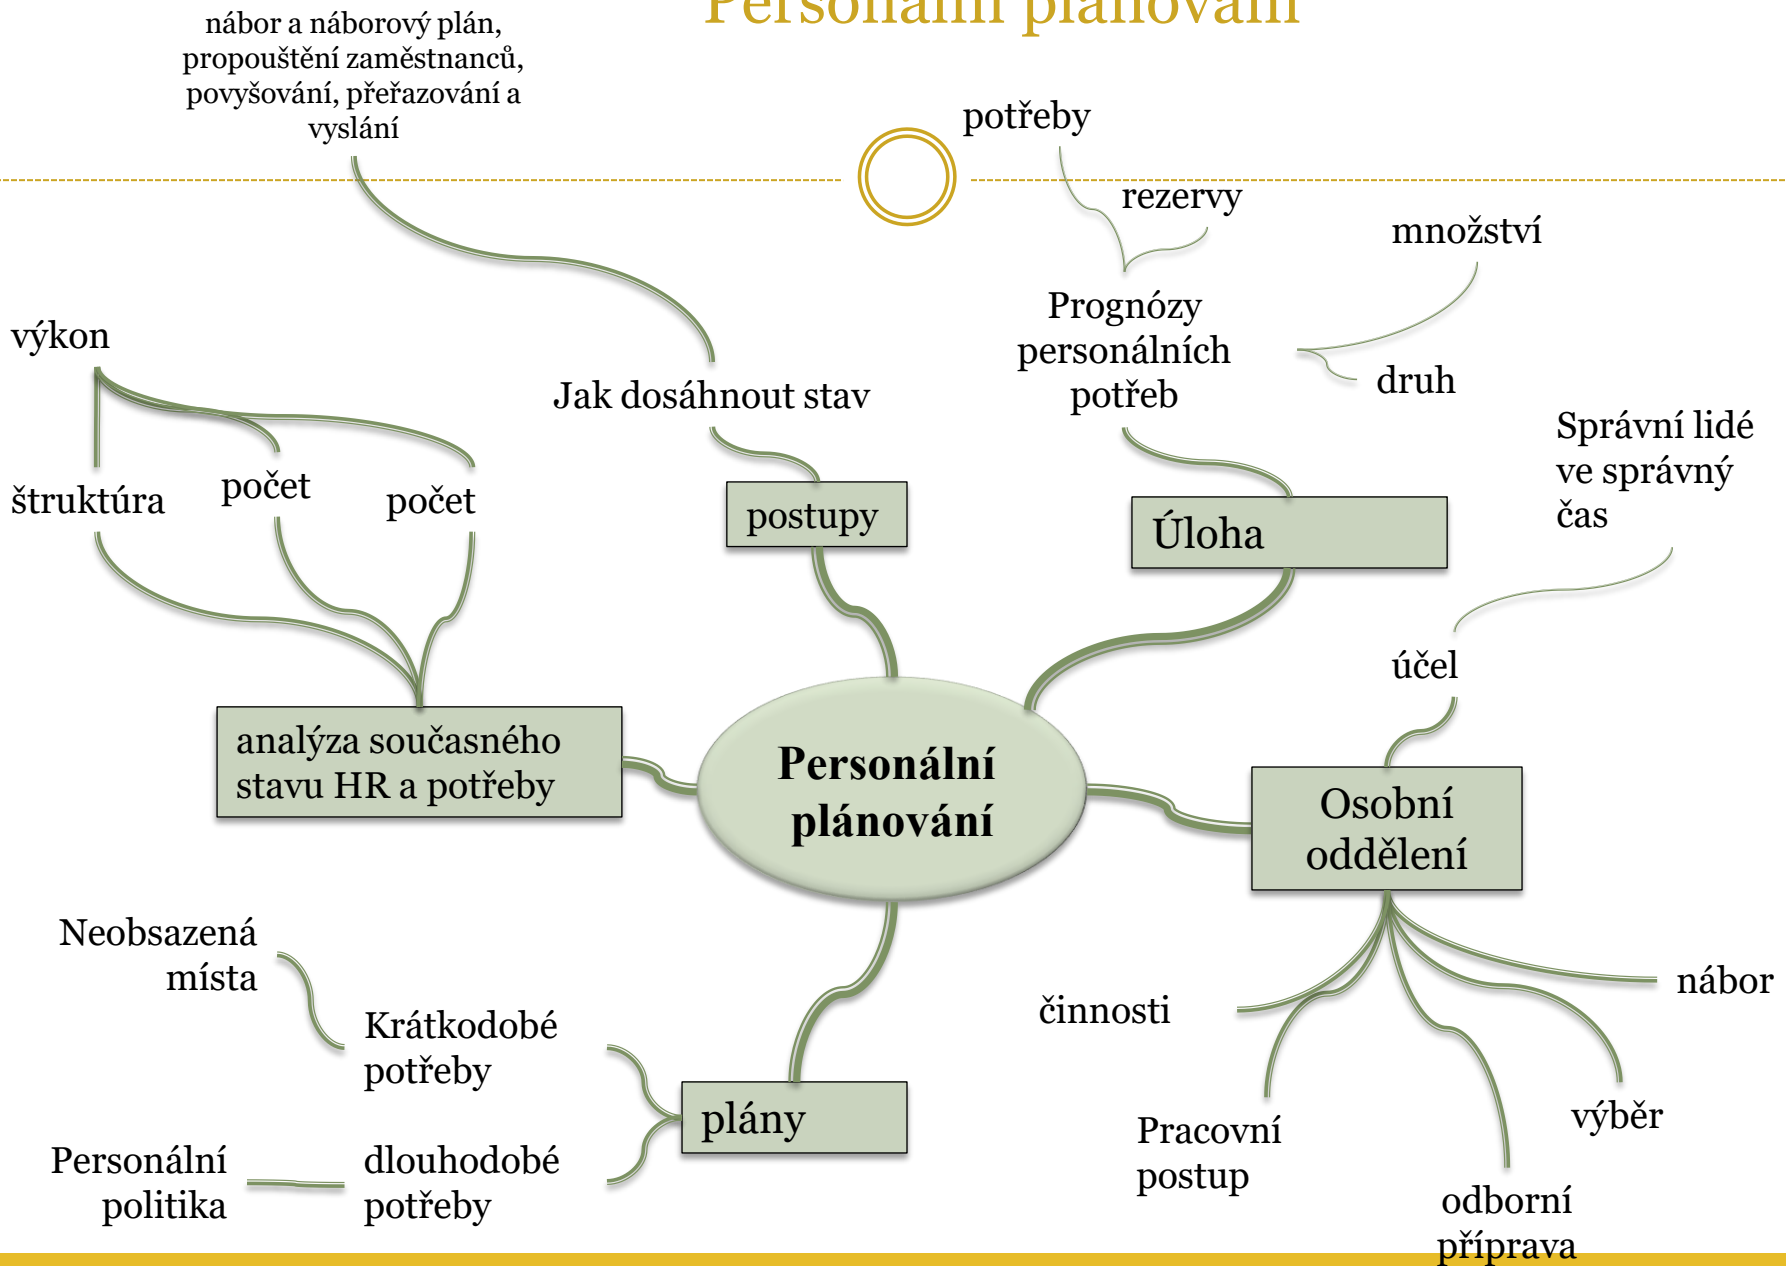 Personální plánování
nábor a náborový plán,
propouštění zaměstnanců,
povyšování, přeřazování a
vyslání
potřeby
rezervy
množství
Prognózy
personálních
potřeb
druh
výkon
Jak dosáhnout stav
Správní lidé
ve správný
čas
štruktúra
počet
počet
postupy
Úloha
účel
analýza současného
stavu HR a potřeby
Personální
plánování
Osobní
oddělení
Neobsazená
místa
Krátkodobé
potřeby
plány
Personální
politika
dlouhodobé
potřeby
činnosti
nábor
Pracovní
postup
výběr
odborní
příprava